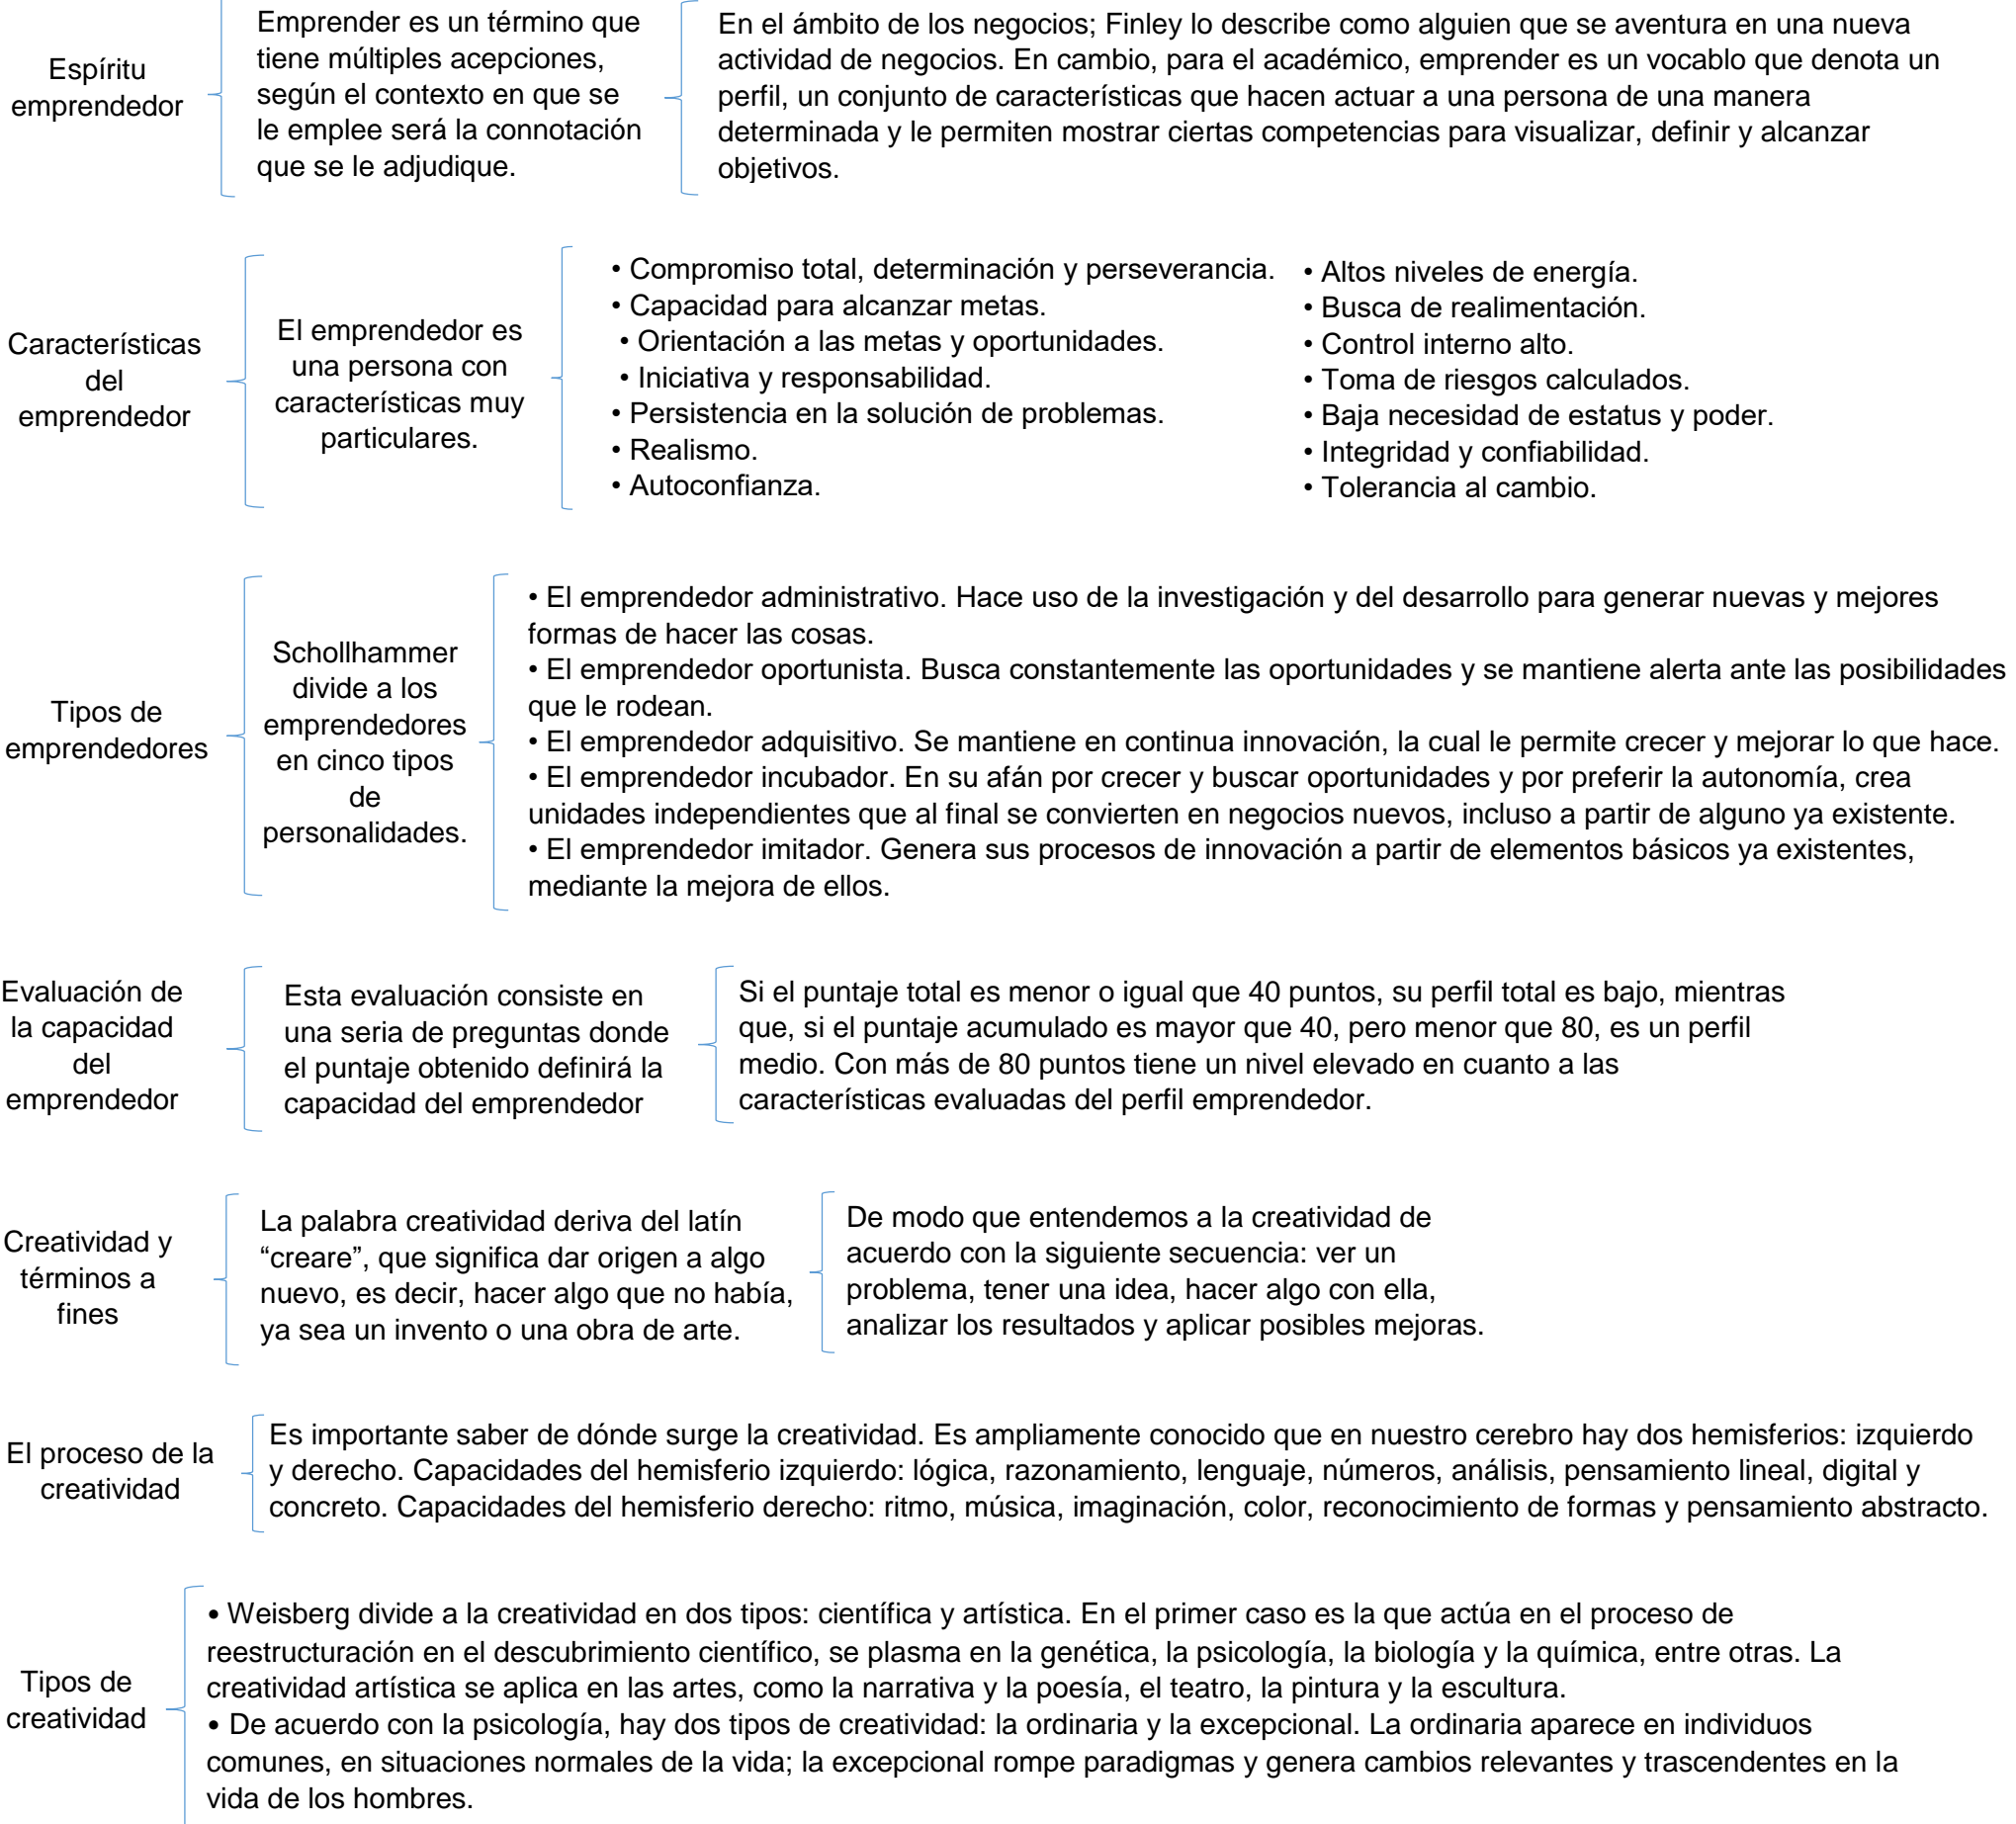 Espíritu
emprendedor
Emprender es un término que
tiene múltiples acepciones,
según el contexto en que se
le emplee será la connotación
que se le adjudique.
En el ámbito de los negocios; Finley lo describe como alguien que se aventura en una nueva
actividad de negocios. En cambio, para el académico, emprender es un vocablo que denota un
perfil, un conjunto de características que hacen actuar a una persona de una manera
determinada y le permiten mostrar ciertas competencias para visualizar, definir y alcanzar
objetivos.
Características
del
emprendedor
El emprendedor es
una persona con
características muy
particulares.
• Compromiso total, determinación y perseverancia.
• Capacidad para alcanzar metas.
• Orientación a las metas y oportunidades.
• Iniciativa y responsabilidad.
• Persistencia en la solución de problemas.
• Realismo.
• Autoconfianza.
• Altos niveles de energía.
• Busca de realimentación.
• Control interno alto.
• Toma de riesgos calculados.
• Baja necesidad de estatus y poder.
• Integridad y confiabilidad.
• Tolerancia al cambio.
Tipos de
emprendedores
Schollhammer
divide a los
emprendedores
en cinco tipos
de
personalidades.
• El emprendedor administrativo. Hace uso de la investigación y del desarrollo para generar nuevas y mejores
formas de hacer las cosas.
• El emprendedor oportunista. Busca constantemente las oportunidades y se mantiene alerta ante las posibilidades
que le rodean.
• El emprendedor adquisitivo. Se mantiene en continua innovación, la cual le permite crecer y mejorar lo que hace.
• El emprendedor incubador. En su afán por crecer y buscar oportunidades y por preferir la autonomía, crea
unidades independientes que al final se convierten en negocios nuevos, incluso a partir de alguno ya existente.
• El emprendedor imitador. Genera sus procesos de innovación a partir de elementos básicos ya existentes,
mediante la mejora de ellos.
Evaluación de
la capacidad
del
emprendedor
Esta evaluación consiste en
una seria de preguntas donde
el puntaje obtenido definirá la
capacidad del emprendedor
Si el puntaje total es menor o igual que 40 puntos, su perfil total es bajo, mientras
que, si el puntaje acumulado es mayor que 40, pero menor que 80, es un perfil
medio. Con más de 80 puntos tiene un nivel elevado en cuanto a las
características evaluadas del perfil emprendedor.
Creatividad y
términos a
fines
La palabra creatividad deriva del latín
“creare”, que significa dar origen a algo
nuevo, es decir, hacer algo que no había,
ya sea un invento o una obra de arte.
De modo que entendemos a la creatividad de
acuerdo con la siguiente secuencia: ver un
problema, tener una idea, hacer algo con ella,
analizar los resultados y aplicar posibles mejoras.
El proceso de la
creatividad
Es importante saber de dónde surge la creatividad. Es ampliamente conocido que en nuestro cerebro hay dos hemisferios: izquierdo
y derecho. Capacidades del hemisferio izquierdo: lógica, razonamiento, lenguaje, números, análisis, pensamiento lineal, digital y
concreto. Capacidades del hemisferio derecho: ritmo, música, imaginación, color, reconocimiento de formas y pensamiento abstracto.
Tipos de
creatividad
• Weisberg divide a la creatividad en dos tipos: científica y artística. En el primer caso es la que actúa en el proceso de
reestructuración en el descubrimiento científico, se plasma en la genética, la psicología, la biología y la química, entre otras. La
creatividad artística se aplica en las artes, como la narrativa y la poesía, el teatro, la pintura y la escultura.
• De acuerdo con la psicología, hay dos tipos de creatividad: la ordinaria y la excepcional. La ordinaria aparece en individuos
comunes, en situaciones normales de la vida; la excepcional rompe paradigmas y genera cambios relevantes y trascendentes en la
vida de los hombres.